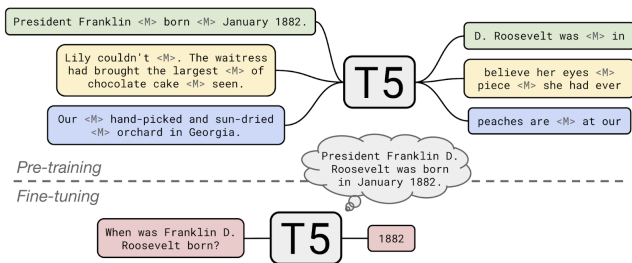 President Franklin <M> born <M> January 1882.
Lily couldn't <M>. The waitress
had brought the largest <M> of
chocolate cake <M> seen.
Our <M> hand-picked and sun-dried
<M> orchard in Georgia.
T5
D. Roosevelt was <M> in
believe her eyes <M>
piece <M> she had ever
peaches are <M> at our
Pre-training
President Franklin D.
Roosevelt was born
in January 1882.
Fine-tuning
When was Franklin D.
Roosevelt born?
T5
1882